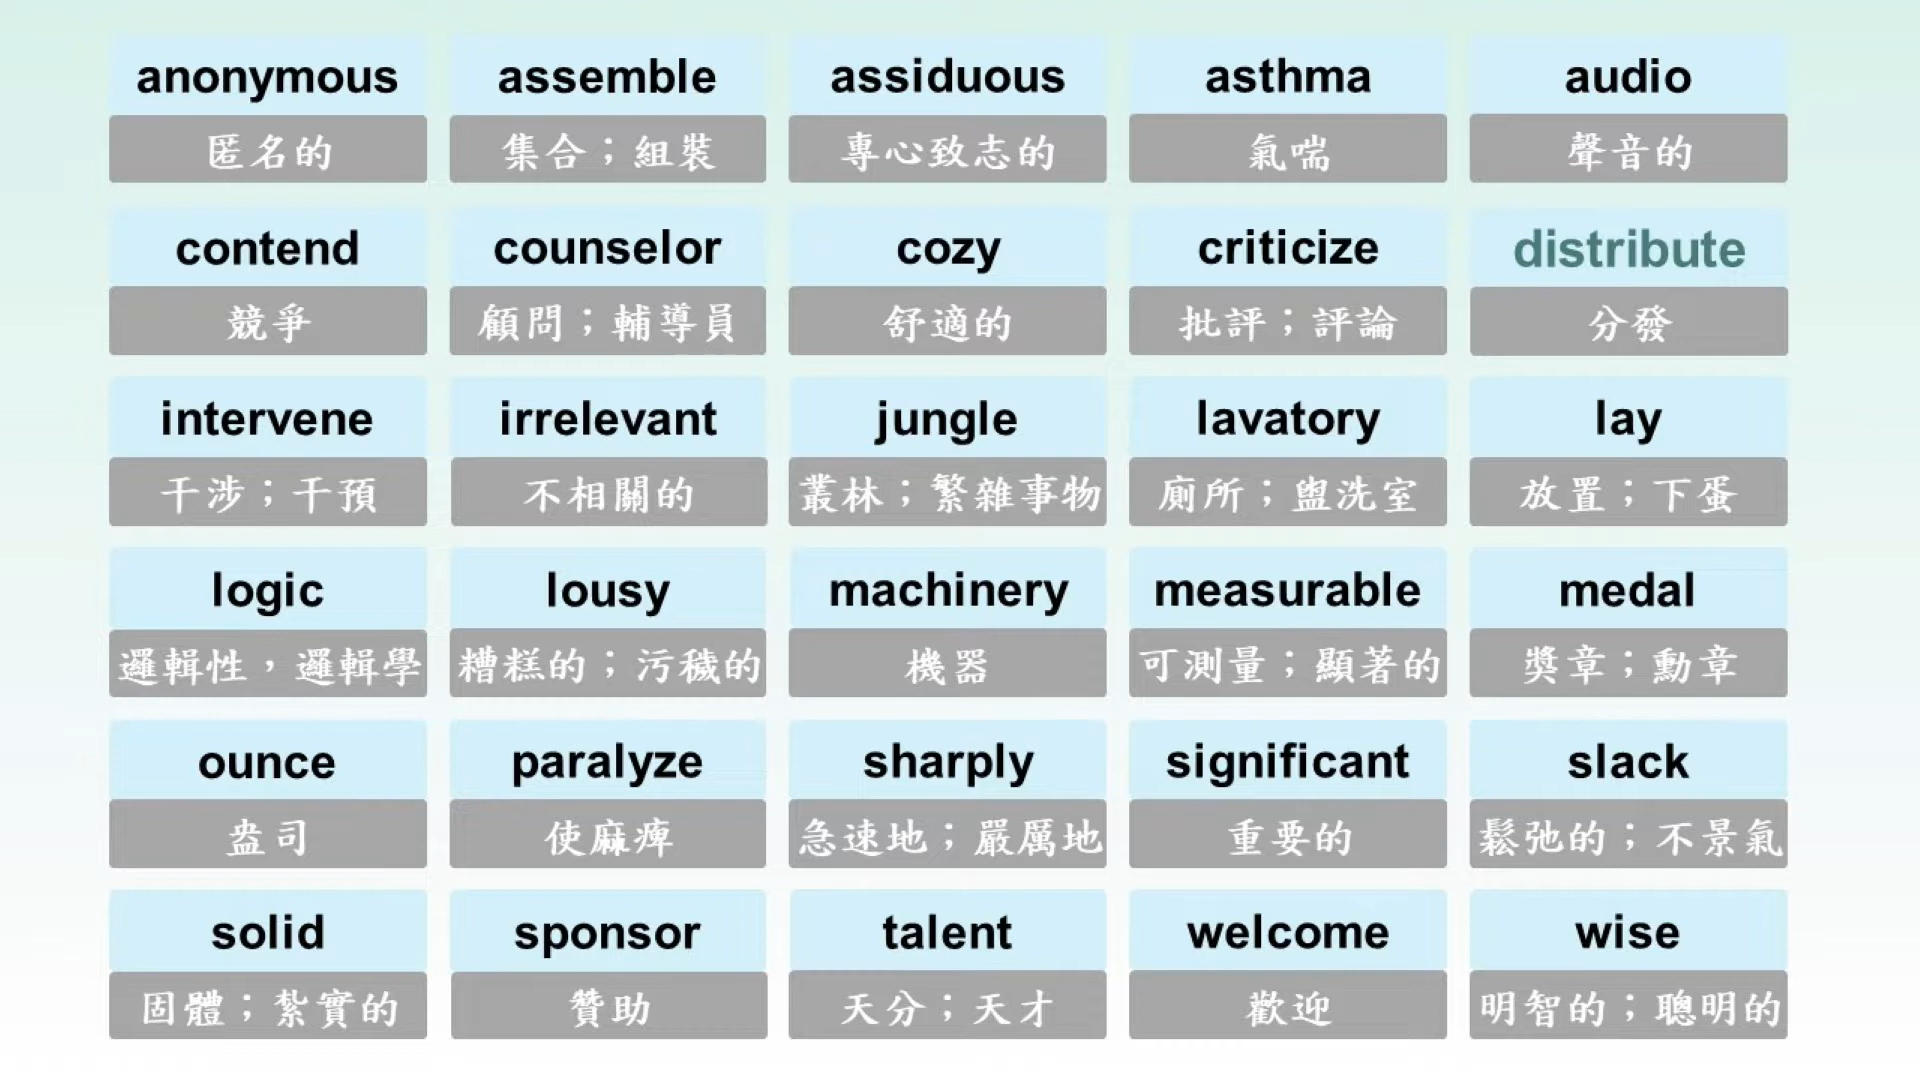 anonymous assemble assiduous asthma audio
匿名的 集合；組裝 專心致志的 氣喘 聲音的
contend counselor cozy criticize distribute
競爭 顧問；輔導員 舒適的 批評；評論 分發
intervene irrelevant jungle lavatory lay
干涉；干預 不相關的 叢林；繁雜事物 廁所；盥洗室 放置；下蛋
logic lousy machinery measurable medal
邏輯性，邏輯學 糟糕的；污穢的 機器 可測量；顯著的 獎章；勳章
ounce paralyze sharply significant slack
盎司 使麻痺 急速地；嚴厲地 重要的 鬆弛的；不景氣
solid sponsor talent welcome wise
固體；紮實的 贊助 天分；天才 歡迎 明智的；聰明的